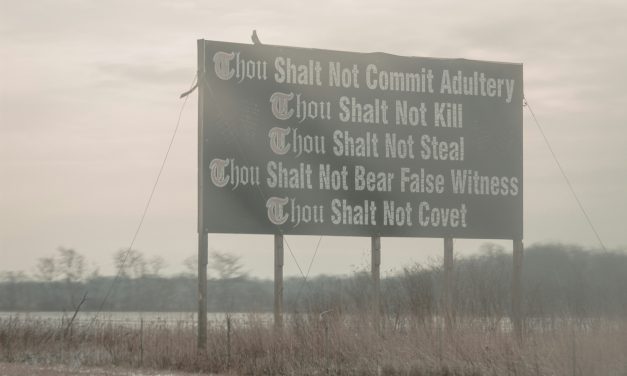 Thou Shalt Not Commit Adultery
Thou Shalt Not Kill
Thou Shalt Not Steal
Thou Shalt Not Bear False Witness
Thou Shalt Not Covet